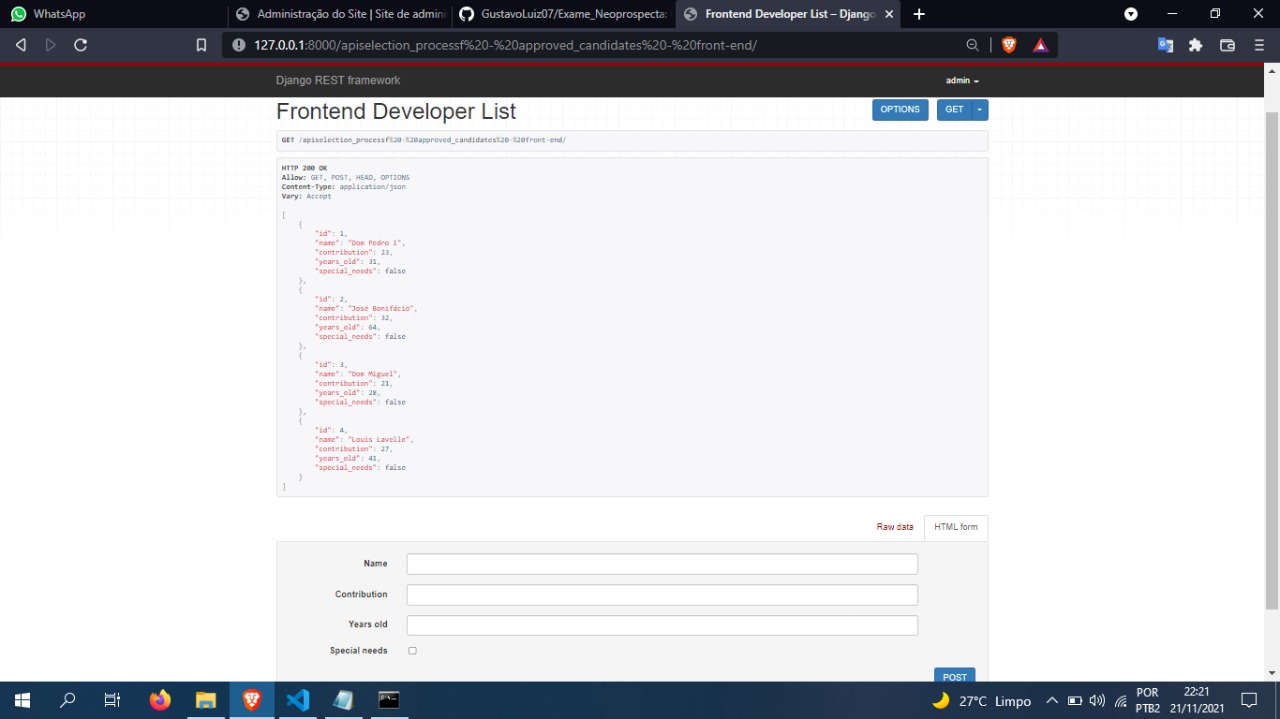 WhatsApp
Administração do Site | Site de admini
GustavoLuiz07/Exame_Neoprospecta:
Frontend Developer List – Django
127.0.0.1:8000/apiselection_processf%20-%20approved_candidates%20-%20front-end/
Django REST framework
admin
Frontend Developer List
OPTIONS
GET
GET /apiselection_processf%20-%20approved_candidates%20-%20front-end/
HTTP 200 OK
Allow: GET, POST, HEAD, OPTIONS
Content-Type: application/json
Vary: Accept
[
{
"id": 1,
"name": "Dom Pedro I",
"contribution": 23,
"years_old": 31,
"special_needs": false
},
{
"id": 2,
"name": "José Bonifácio",
"contribution": 32,
"years_old": 64,
"special_needs": false
},
{
"id": 3,
"name": "Dom Miguel",
"contribution": 21,
"years_old": 28,
"special_needs": false
},
{
"id": 4,
"name": "Louis Lavelle",
"contribution": 27,
"years_old": 41,
"special_needs": false
}
]
Raw data
HTML form
Name
Contribution
Years old
Special needs
POST
27°C Limpo
POR
PTB2
22:21
21/11/2021